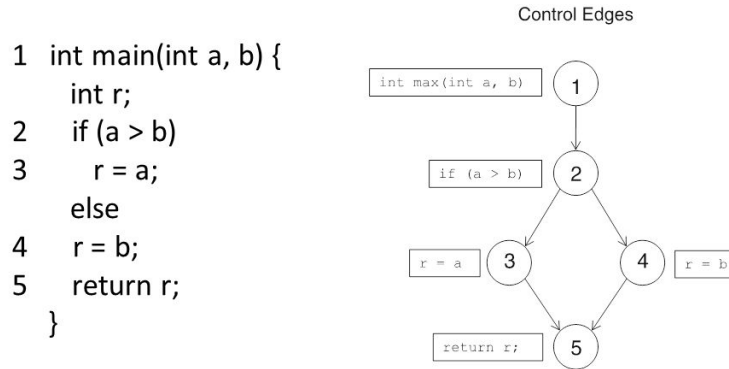 Control Edges
1 int main(int a, b) {
int r;
2 if (a > b)
3 r = a;
else
4 r = b;
5 return r;
}
int max(int a, b)
1
if (a > b)
2
r = a
3
4
r = b
return r;
5